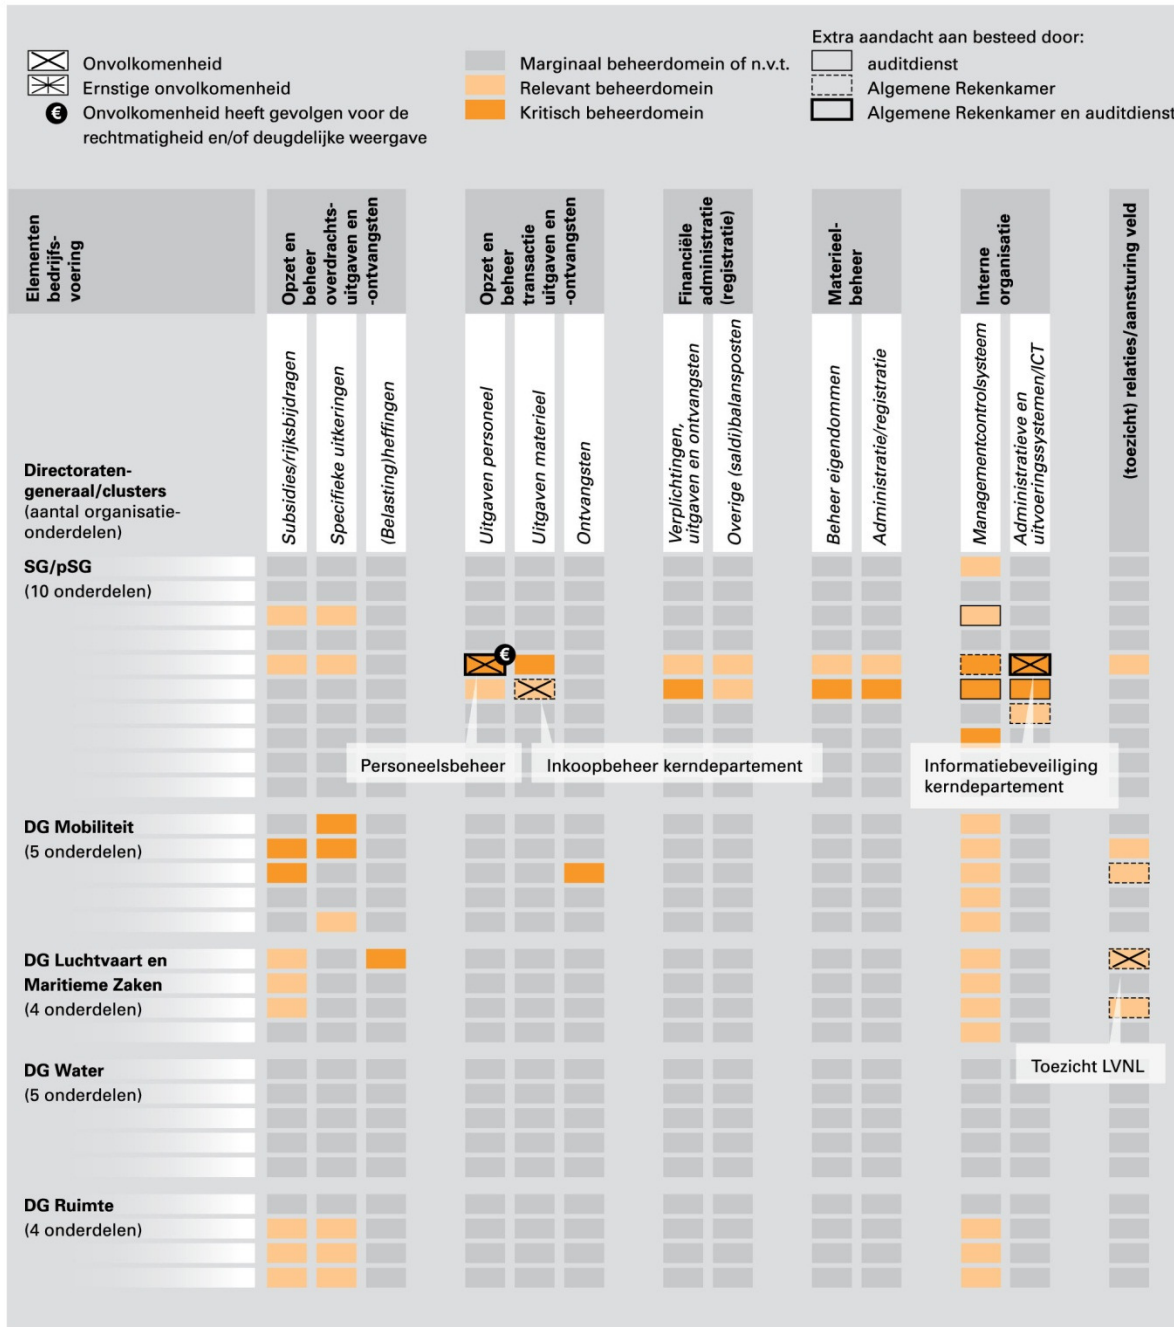 Onvolkomenheid
Ernstige onvolkomenheid
€ Onvolkomenheid heeft gevolgen voor de
rechtmatigheid en/of deugdelijke weergave
Marginaal beheerdomein of n.v.t.
Relevant beheerdomein
Kritisch beheerdomein
Extra aandacht aan besteed door:
auditdienst
Algemene Rekenkamer
Algemene Rekenkamer en auditdienst
Elementen
bedrijfs-
voering
Opzet en
beheer
overdrachts-
uitgaven en
-ontvangsten
Opzet en
beheer
transactie
uitgaven en
-ontvangsten
Financiële
administratie
(registratie)
Materieel-
beheer
Interne
organisatie
(toezicht) relaties/aansturing veld
Directoraten-
generaal/clusters
(aantal organisatie-
onderdelen)
Subsidies/rijksbijdragen
Specifieke uitkeringen
(Belasting)heffingen
Uitgaven personeel
Uitgaven materieel
Ontvangsten
Verplichtingen,
uitgaven en ontvangsten
Overige (saldi)balansposten
Beheer eigendommen
Administratie/registratie
Managementcontrolsysteem
Administratieve en
uitvoeringssystemen/ICT
SG/pSG
(10 onderdelen)
€
Personeelsbeheer
Inkoopbeheer kerndepartement
Informatiebeveiliging
kerndepartement
DG Mobiliteit
(5 onderdelen)
DG Luchtvaart en
Maritieme Zaken
(4 onderdelen)
Toezicht LVNL
DG Water
(5 onderdelen)
DG Ruimte
(4 onderdelen)